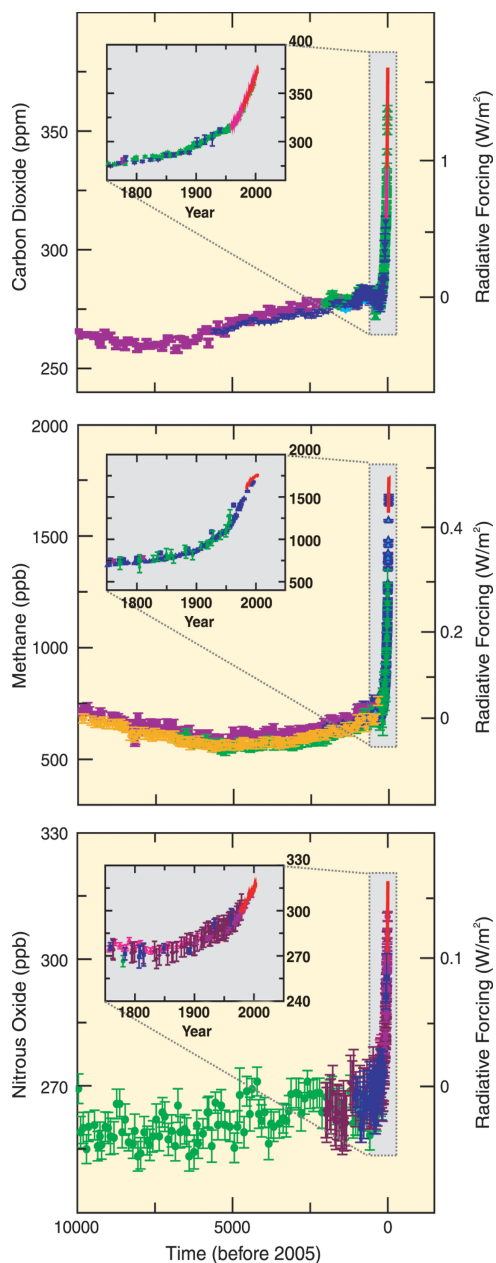 400
350
300
1800 1900 2000
Year
350
300
250
Carbon Dioxide (ppm)
1
0
Radiative Forcing (W/m²)
2000
1500
1000
500
Methane (ppb)
2000
1500
1000
500
1800 1900 2000
Year
0.4
0.2
0
Radiative Forcing (W/m²)
330
300
270
Nitrous Oxide (ppb)
330
300
270
240
1800 1900 2000
Year
0.1
0
Radiative Forcing (W/m²)
10000 5000 0
Time (before 2005)